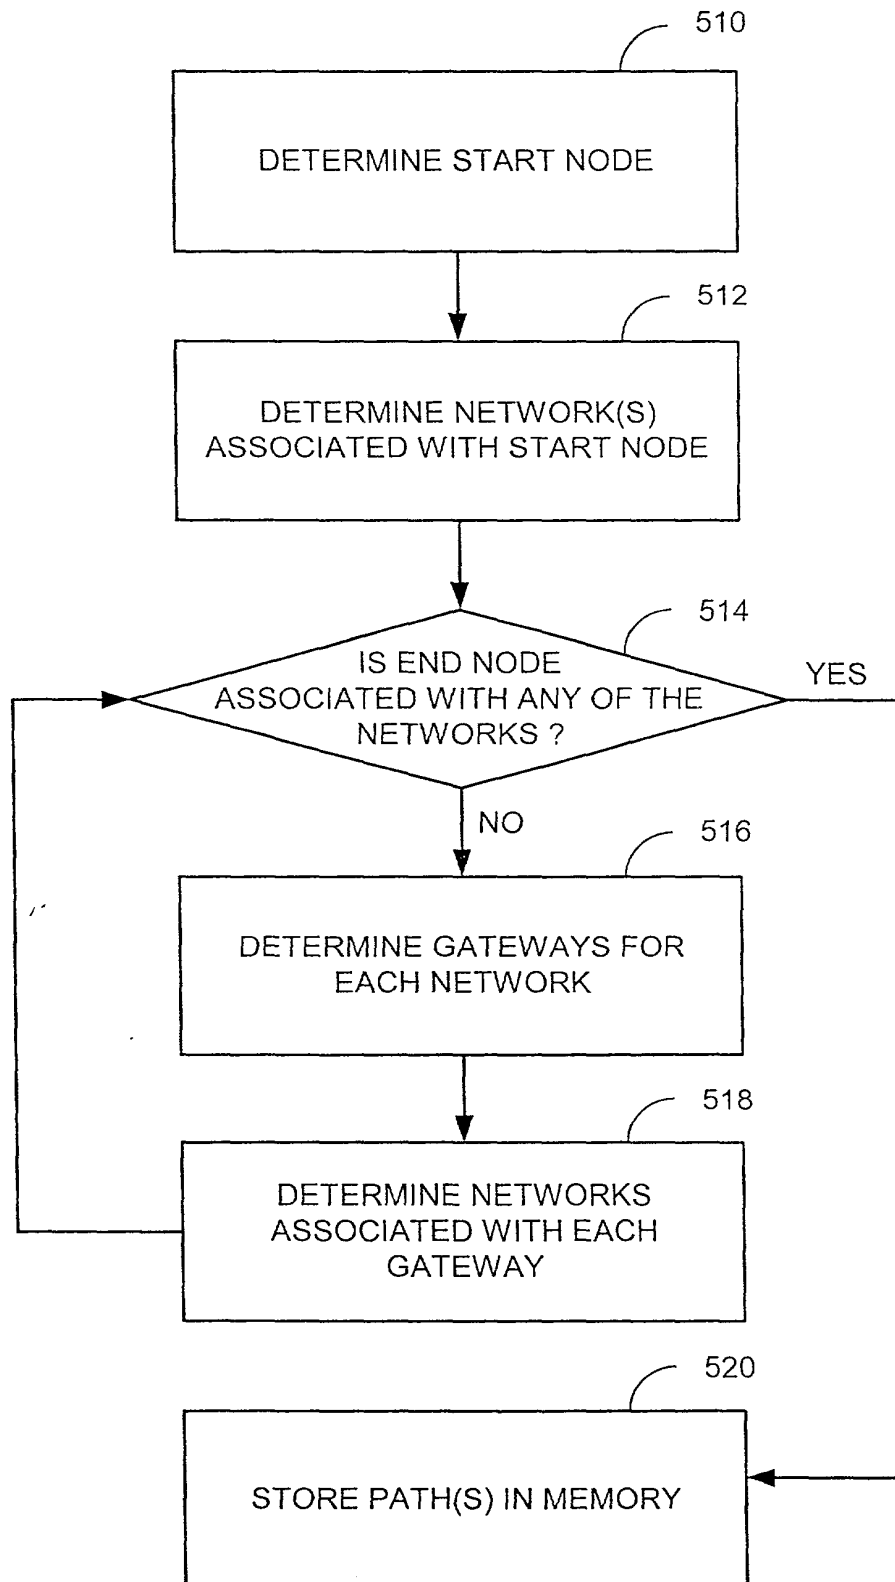 510
DETERMINE START NODE
512
DETERMINE NETWORK(S)
ASSOCIATED WITH START NODE
514
IS END NODE
ASSOCIATED WITH ANY OF THE
NETWORKS ?
YES
NO
516
DETERMINE GATEWAYS FOR
EACH NETWORK
518
DETERMINE NETWORKS
ASSOCIATED WITH EACH
GATEWAY
520
STORE PATH(S) IN MEMORY